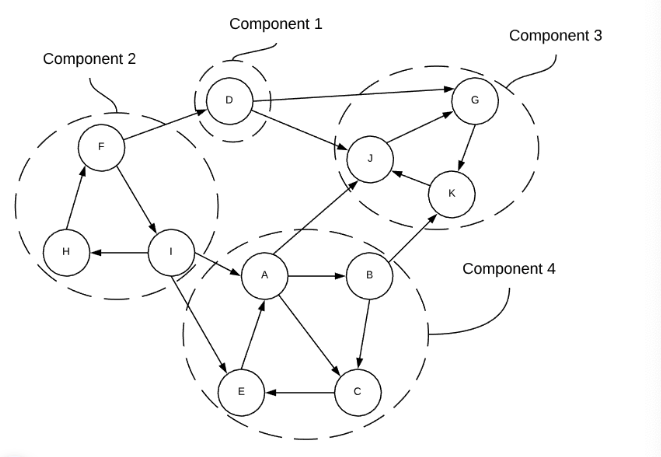 Component 1
Component 2
Component 3
D
G
F
J
K
H
I
A
B
Component 4
E
C